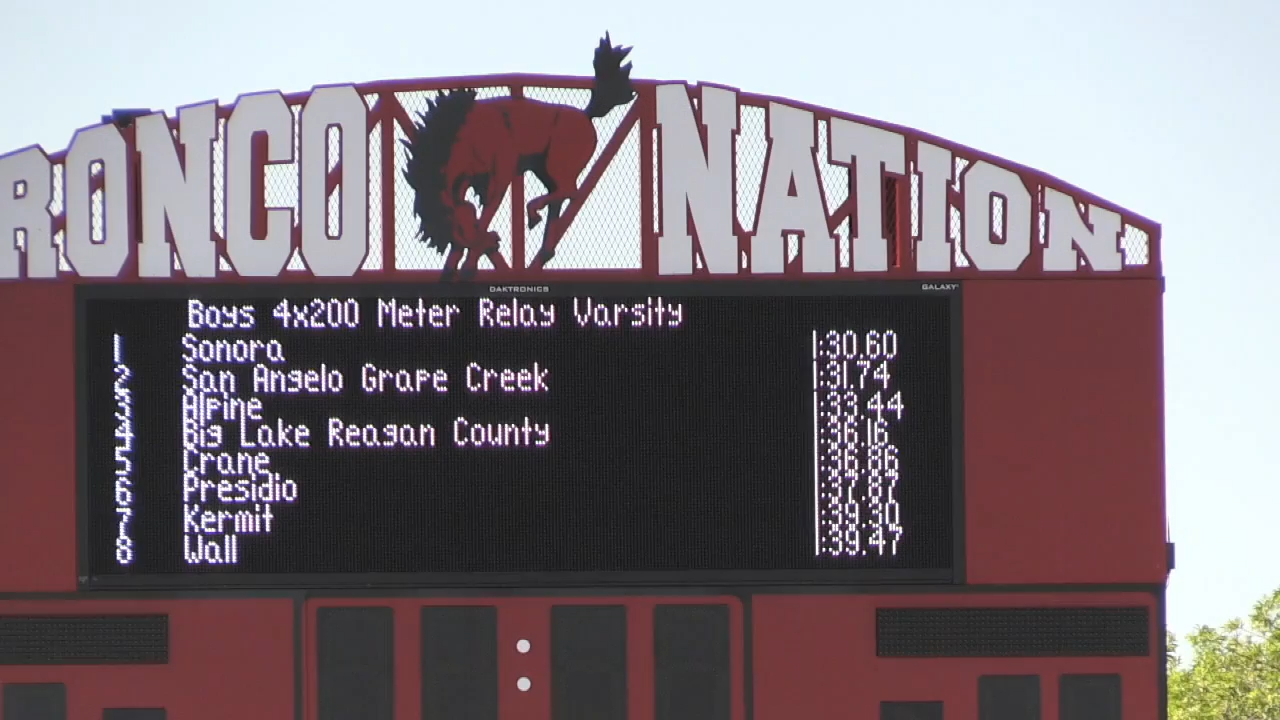 RONCO NATION
DAKTRONICS
GALAXY
Boys 4x200 Meter Relay Varsity
1 Sonora 1:30.60
2 San Angelo Grape Creek 1:31.74
3 Alpine 1:33.44
4 Big Lake Reagan County 1:36.16
5 Crane 1:36.86
6 Presidio 1:37.87
7 Kermit 1:39.30
8 Wall 1:39.47